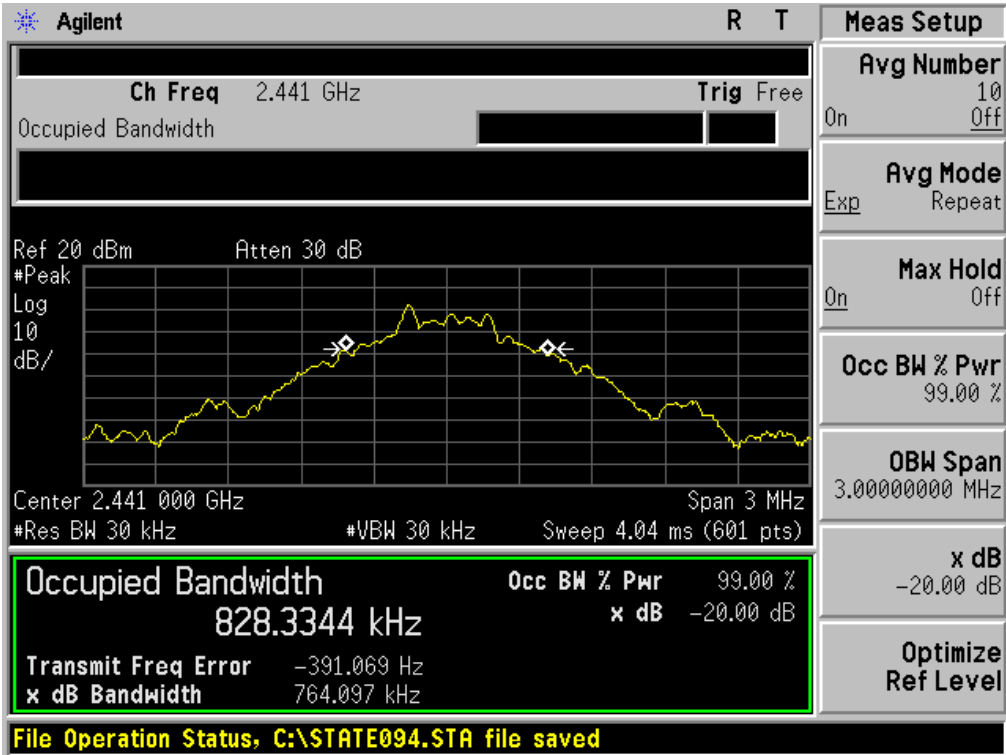 Agilent R T
Ch Freq 2.441 GHz Trig Free
Occupied Bandwidth
Ref 20 dBm Atten 30 dB
#Peak
Log
10
dB/
Center 2.441 000 GHz Span 3 MHz
#Res BW 30 kHz #VBW 30 kHz Sweep 4.04 ms (601 pts)
Occupied Bandwidth Occ BW % Pwr 99.00 %
828.3344 kHz x dB -20.00 dB
Transmit Freq Error -391.069 Hz
x dB Bandwidth 764.097 kHz
File Operation Status, C:\STATE094.STA file saved
Meas Setup
Avg Number
10
On Off
Avg Mode
Exp Repeat
Max Hold
On Off
Occ BW % Pwr
99.00 %
OBW Span
3.00000000 MHz
x dB
-20.00 dB
Optimize
Ref Level